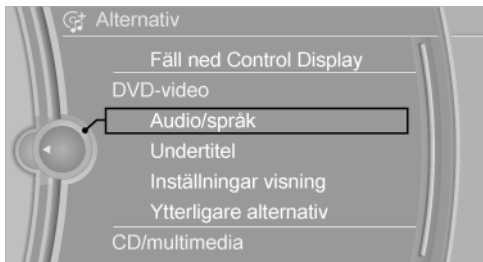 Alternativ
Fäll ned Control Display
DVD-video
Audio/språk
Undertitel
Inställningar visning
Ytterligare alternativ
CD/multimedia